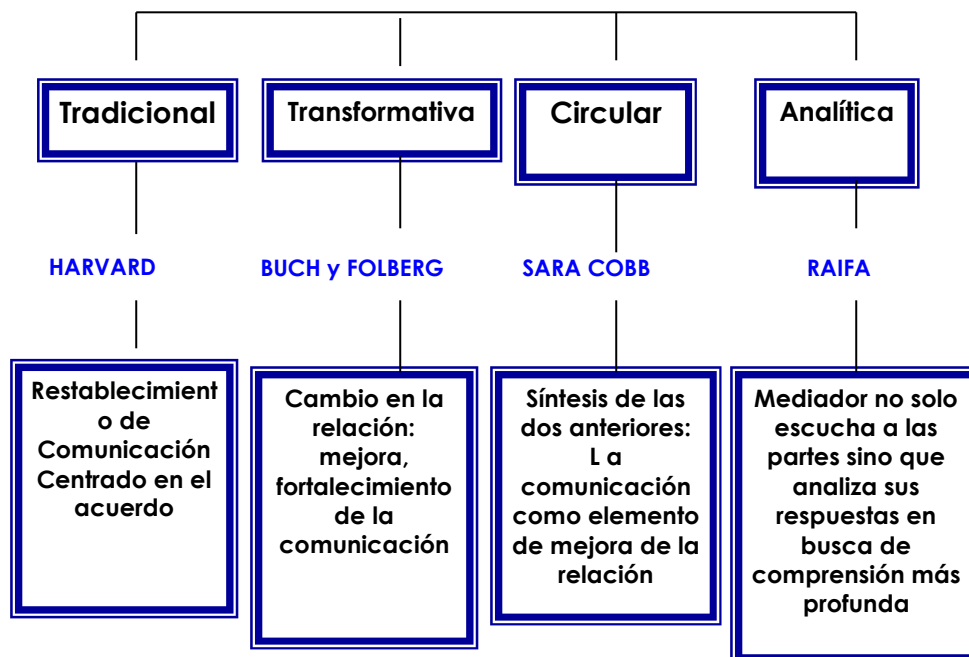 Tradicional
Transformativa
Circular
Analítica
HARVARD
BUCH y FOLBERG
SARA COBB
RAIFA
Restablecimient
o de
Comunicación
Centrado en el
acuerdo
Cambio en la
relación:
mejora,
fortalecimiento
de la
comunicación
Síntesis de las
dos anteriores:
L a
comunicación
como elemento
de mejora de la
relación
Mediador no solo
escucha a las
partes sino que
analiza sus
respuestas en
busca de
comprensión más
profunda